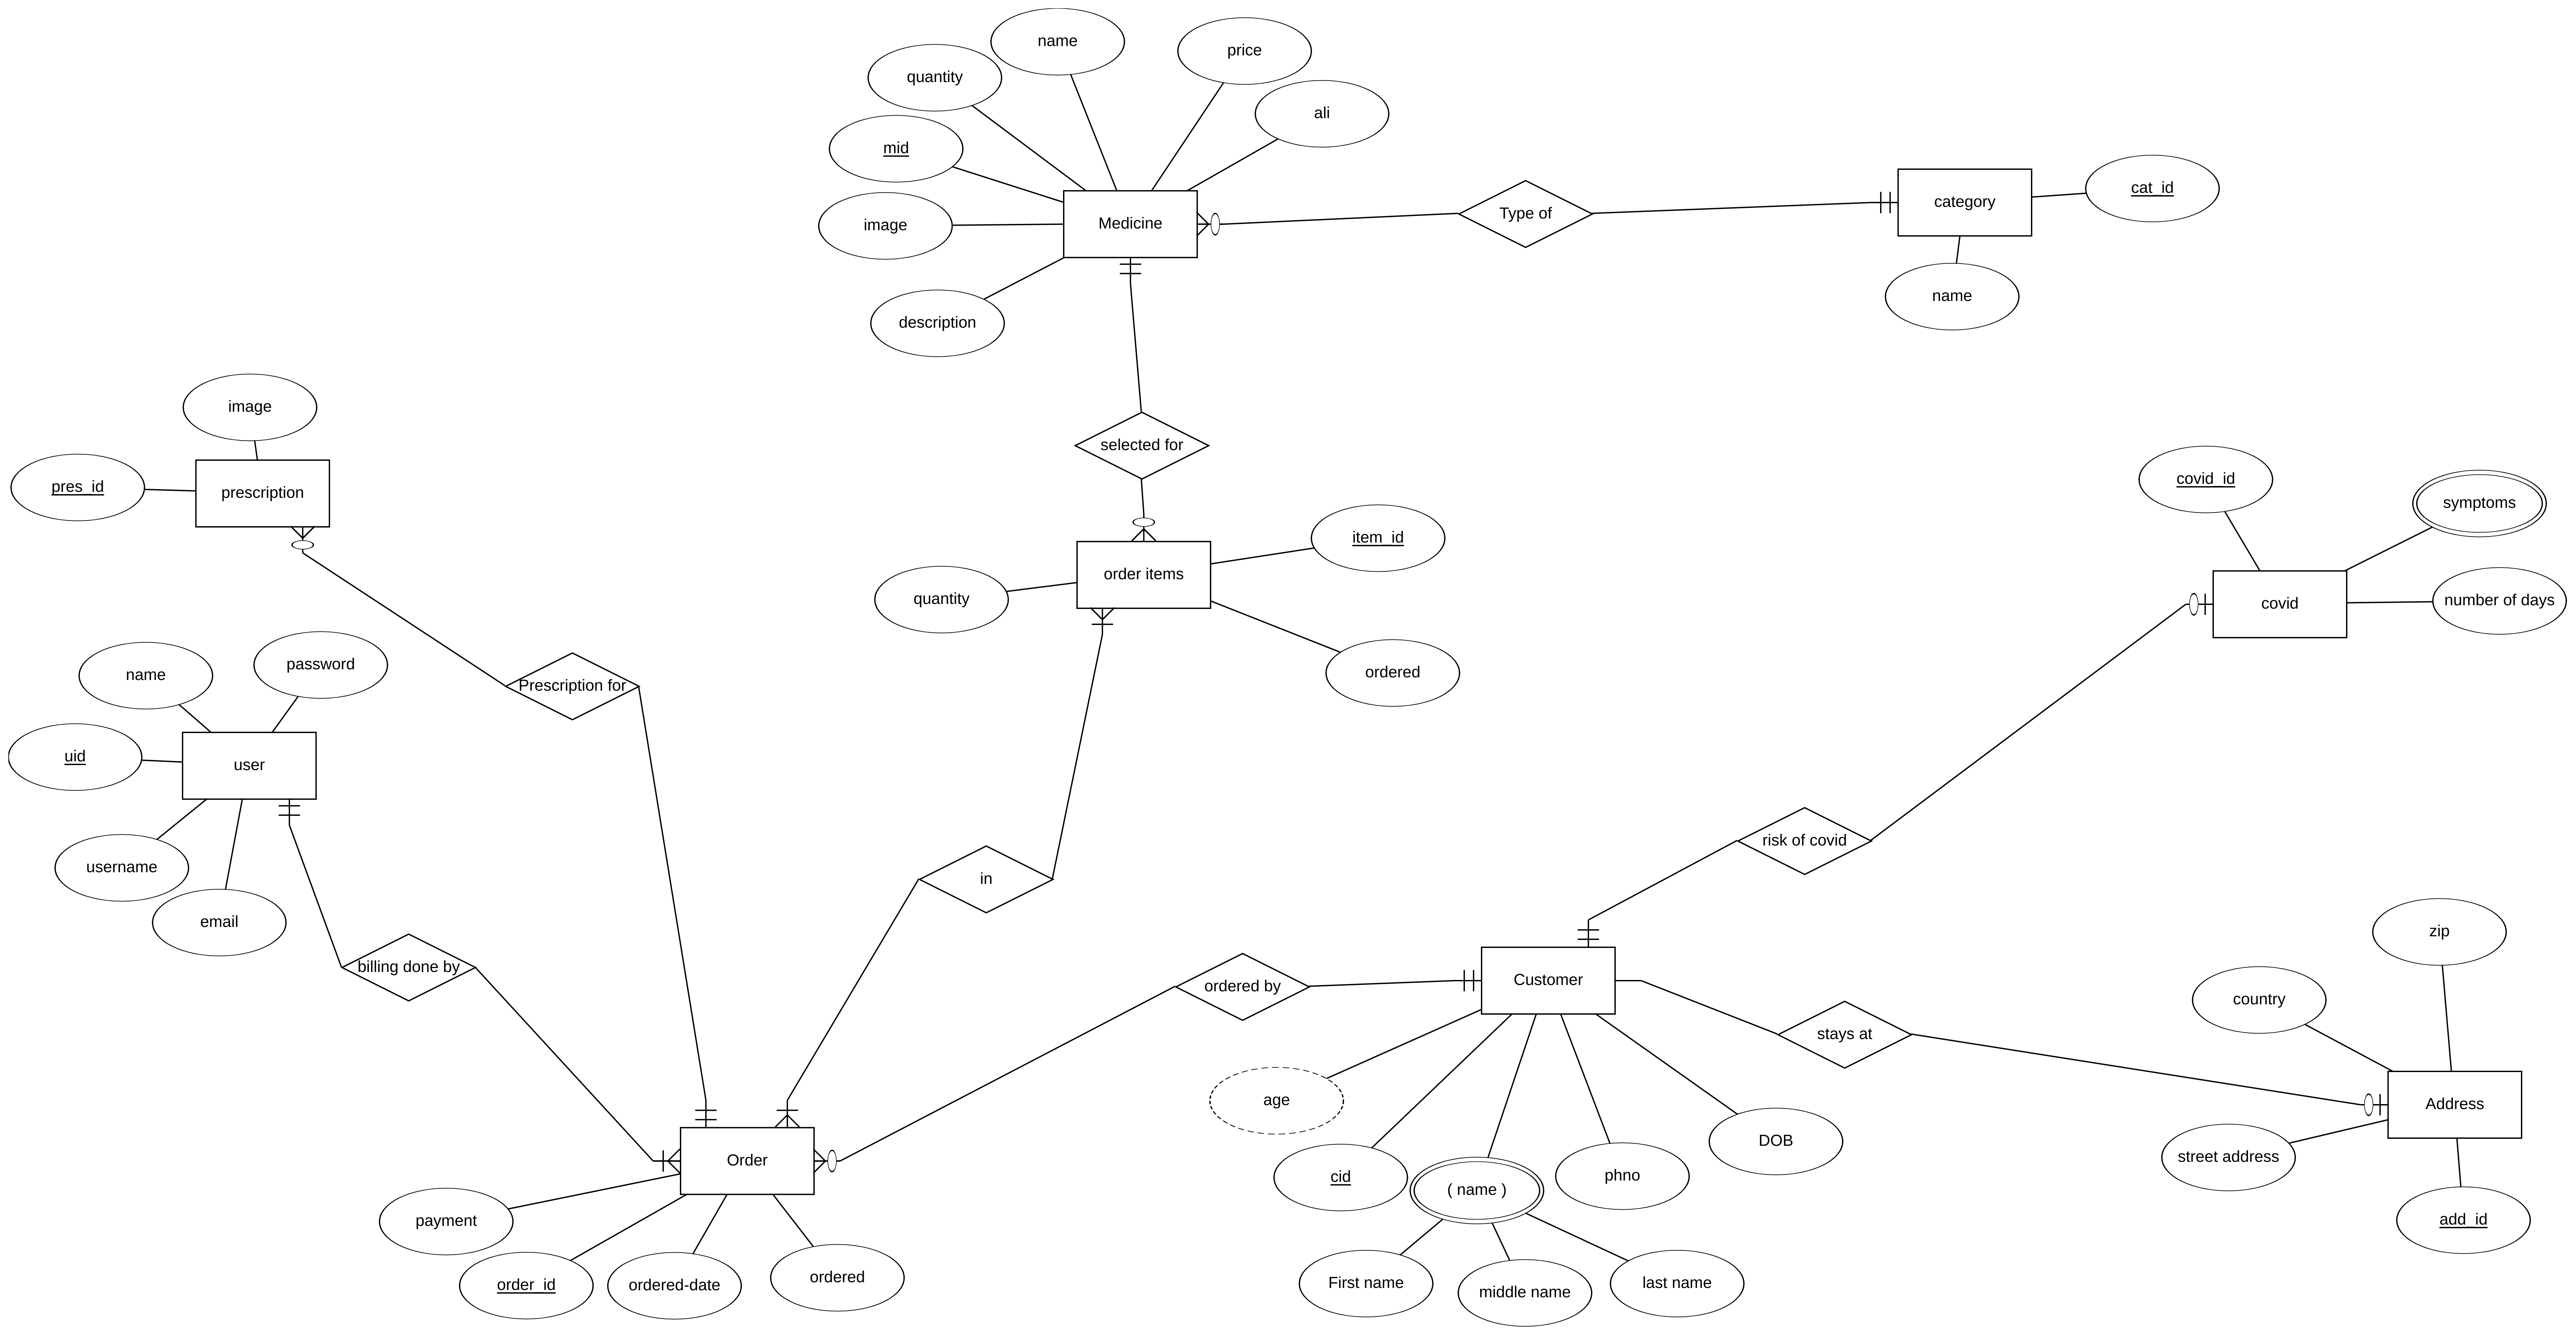 name
price
quantity
ali
mid
cat_id
category
Type of
Medicine
image
name
description
image
selected for
covid_id
pres_id
prescription
symptoms
item_id
order items
quantity
number of days
covid
name
password
Prescription for
ordered
uid
user
username
in
risk of covid
email
zip
billing done by
ordered by
Customer
country
stays at
age
Address
Order
DOB
street address
cid
( name )
phno
payment
add_id
order_id
ordered-date
ordered
First name
middle name
last name